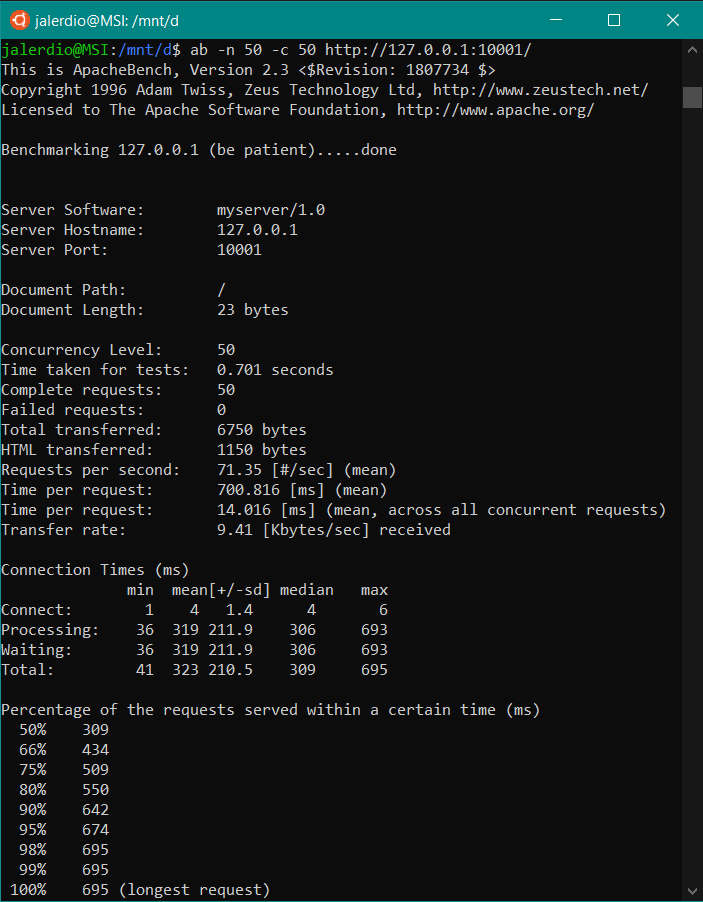 jalerdio@MSI: /mnt/d
jalerdio@MSI:/mnt/d$ ab -n 50 -c 50 http://127.0.0.1:10001/
This is ApacheBench, Version 2.3 <$Revision: 1807734 $>
Copyright 1996 Adam Twiss, Zeus Technology Ltd, http://www.zeustech.net/
Licensed to The Apache Software Foundation, http://www.apache.org/

Benchmarking 127.0.0.1 (be patient).....done


Server Software:        myserver/1.0
Server Hostname:        127.0.0.1
Server Port:            10001

Document Path:          /
Document Length:        23 bytes

Concurrency Level:      50
Time taken for tests:   0.701 seconds
Complete requests:      50
Failed requests:        0
Total transferred:      6750 bytes
HTML transferred:       1150 bytes
Requests per second:    71.35 [#/sec] (mean)
Time per request:       700.816 [ms] (mean)
Time per request:       14.016 [ms] (mean, across all concurrent requests)
Transfer rate:          9.41 [Kbytes/sec] received

Connection Times (ms)
              min  mean[+/-sd] median   max
Connect:        1    4   1.4      4       6
Processing:    36  319 211.9    306     693
Waiting:       36  319 211.9    306     693
Total:         41  323 210.5    309     695

Percentage of the requests served within a certain time (ms)
  50%    309
  66%    434
  75%    509
  80%    550
  90%    642
  95%    674
  98%    695
  99%    695
 100%    695 (longest request)